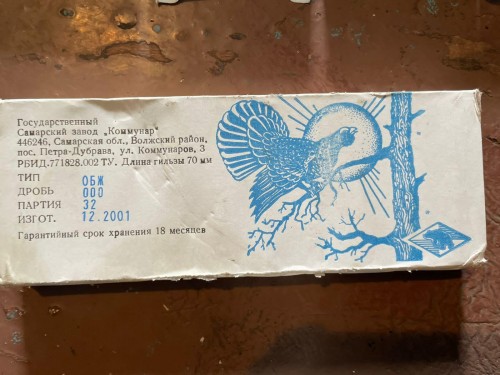 Государственный
Самарский завод „Коммунар"
446246, Самарская обл., Волжский район,
пос. Петра-Дубрава, ул. Коммунаров, 3
РБИД.771828.002 ТУ. Длина гильзы 70 мм
ТИП ОБЖ
ДРОБЬ 000
ПАРТИЯ 32
ИЗГОТ. 12.2001
Гарантийный срок хранения 18 месяцев